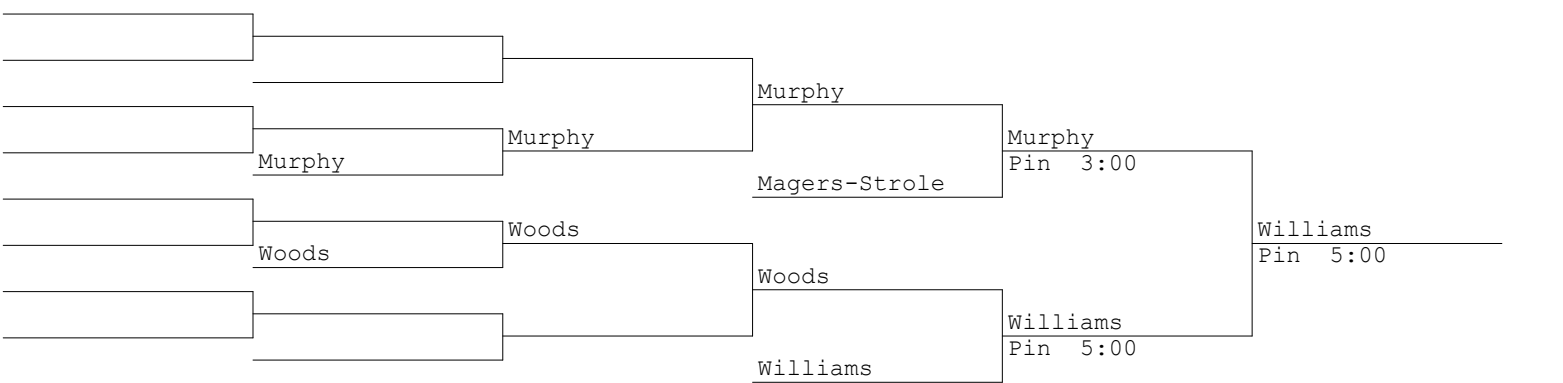 Murphy
Murphy
Murphy
Pin 3:00
Murphy
Magers-Strole
Woods
Williams
Pin 5:00
Woods
Woods
Williams
Pin 5:00
Williams